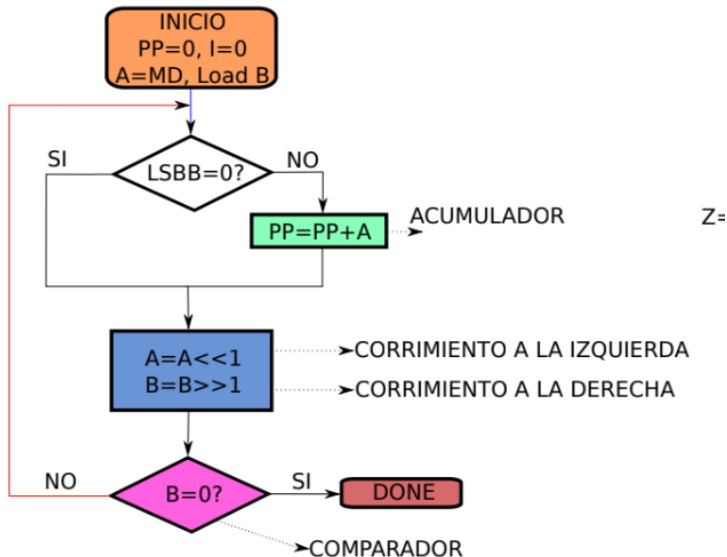 INICIO
PP=0, I=0
A=MD, Load B
SI
LSBB=0?
NO
PP=PP+A
ACUMULADOR
Z=
A=A<<1
B=B>>1
CORRIMIENTO A LA IZQUIERDA
CORRIMIENTO A LA DERECHA
NO
B=0?
SI
DONE
COMPARADOR